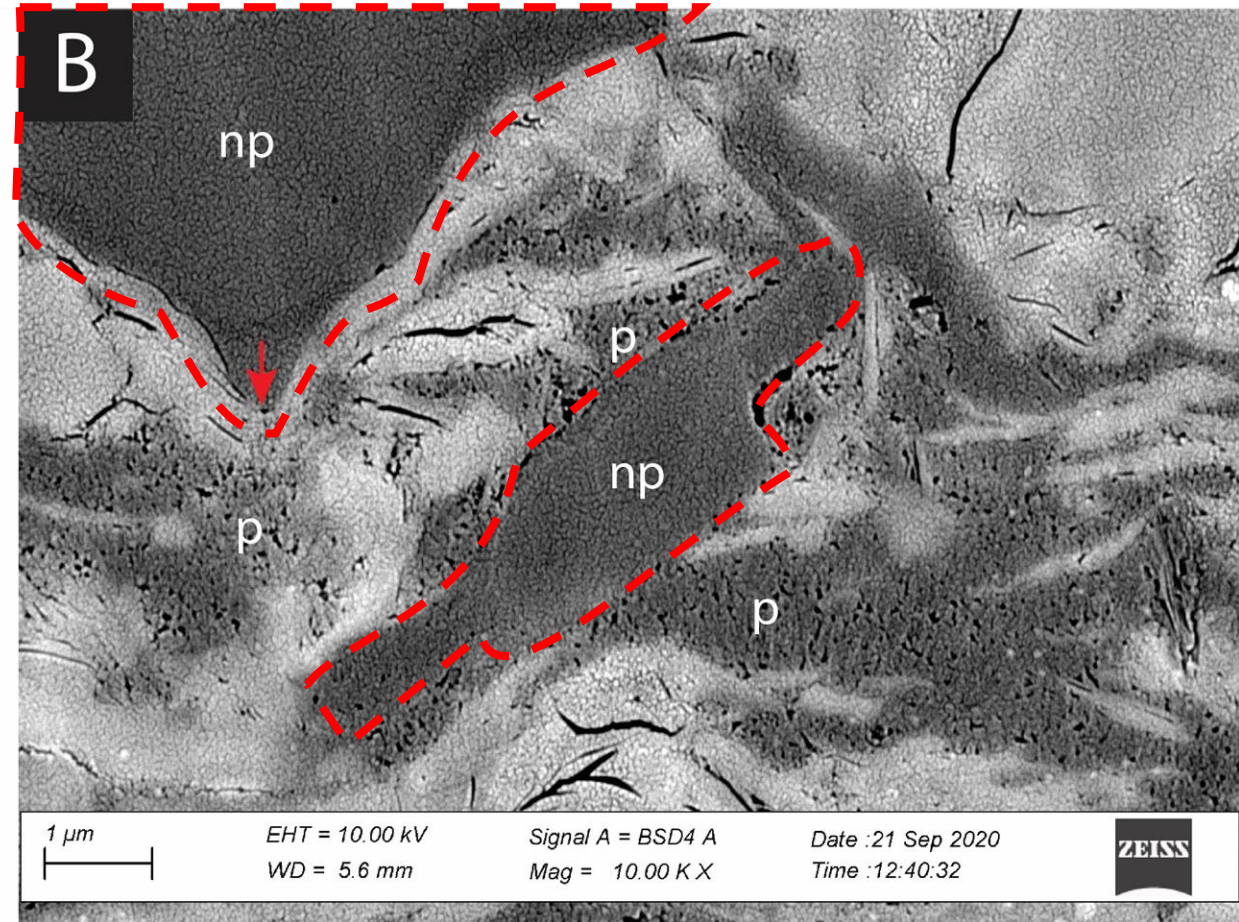 B
np
p
np
p
p
1 µm
EHT = 10.00 kV
WD = 5.6 mm
Signal A = BSD4 A
Mag = 10.00 K X
Date :21 Sep 2020
Time :12:40:32
ZEISS